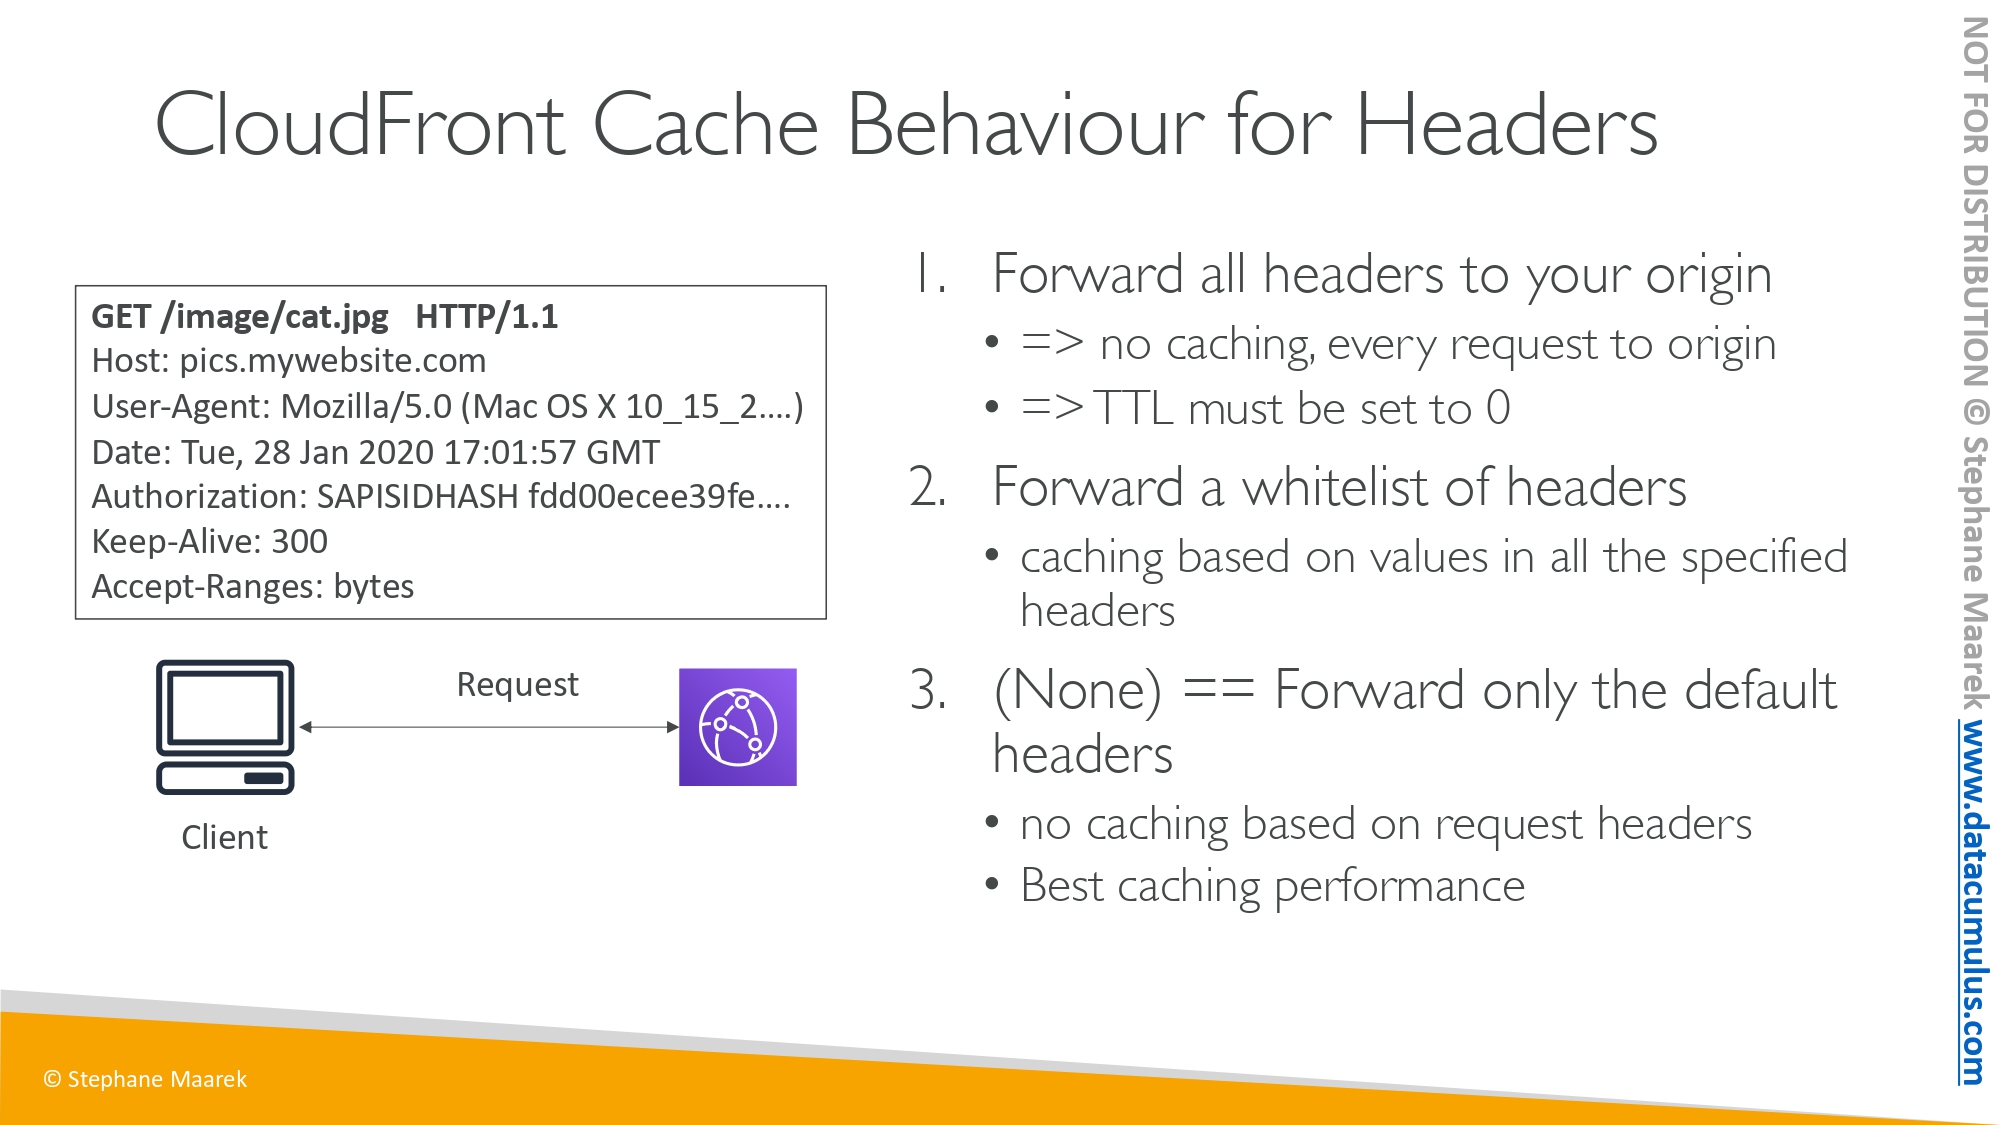 CloudFront Cache Behaviour for Headers
GET /image/cat.jpg   HTTP/1.1
Host: pics.mywebsite.com
User-Agent: Mozilla/5.0 (Mac OS X 10_15_2....)
Date: Tue, 28 Jan 2020 17:01:57 GMT
Authorization: SAPISIDHASH fdd00ecee39fe....
Keep-Alive: 300
Accept-Ranges: bytes
Request
Client
1. Forward all headers to your origin
• => no caching, every request to origin
• => TTL must be set to 0
2. Forward a whitelist of headers
• caching based on values in all the specified
headers
3. (None) == Forward only the default
headers
• no caching based on request headers
• Best caching performance
© Stephane Maarek
NOT FOR DISTRIBUTION © Stephane Maarek www.datacumulus.com